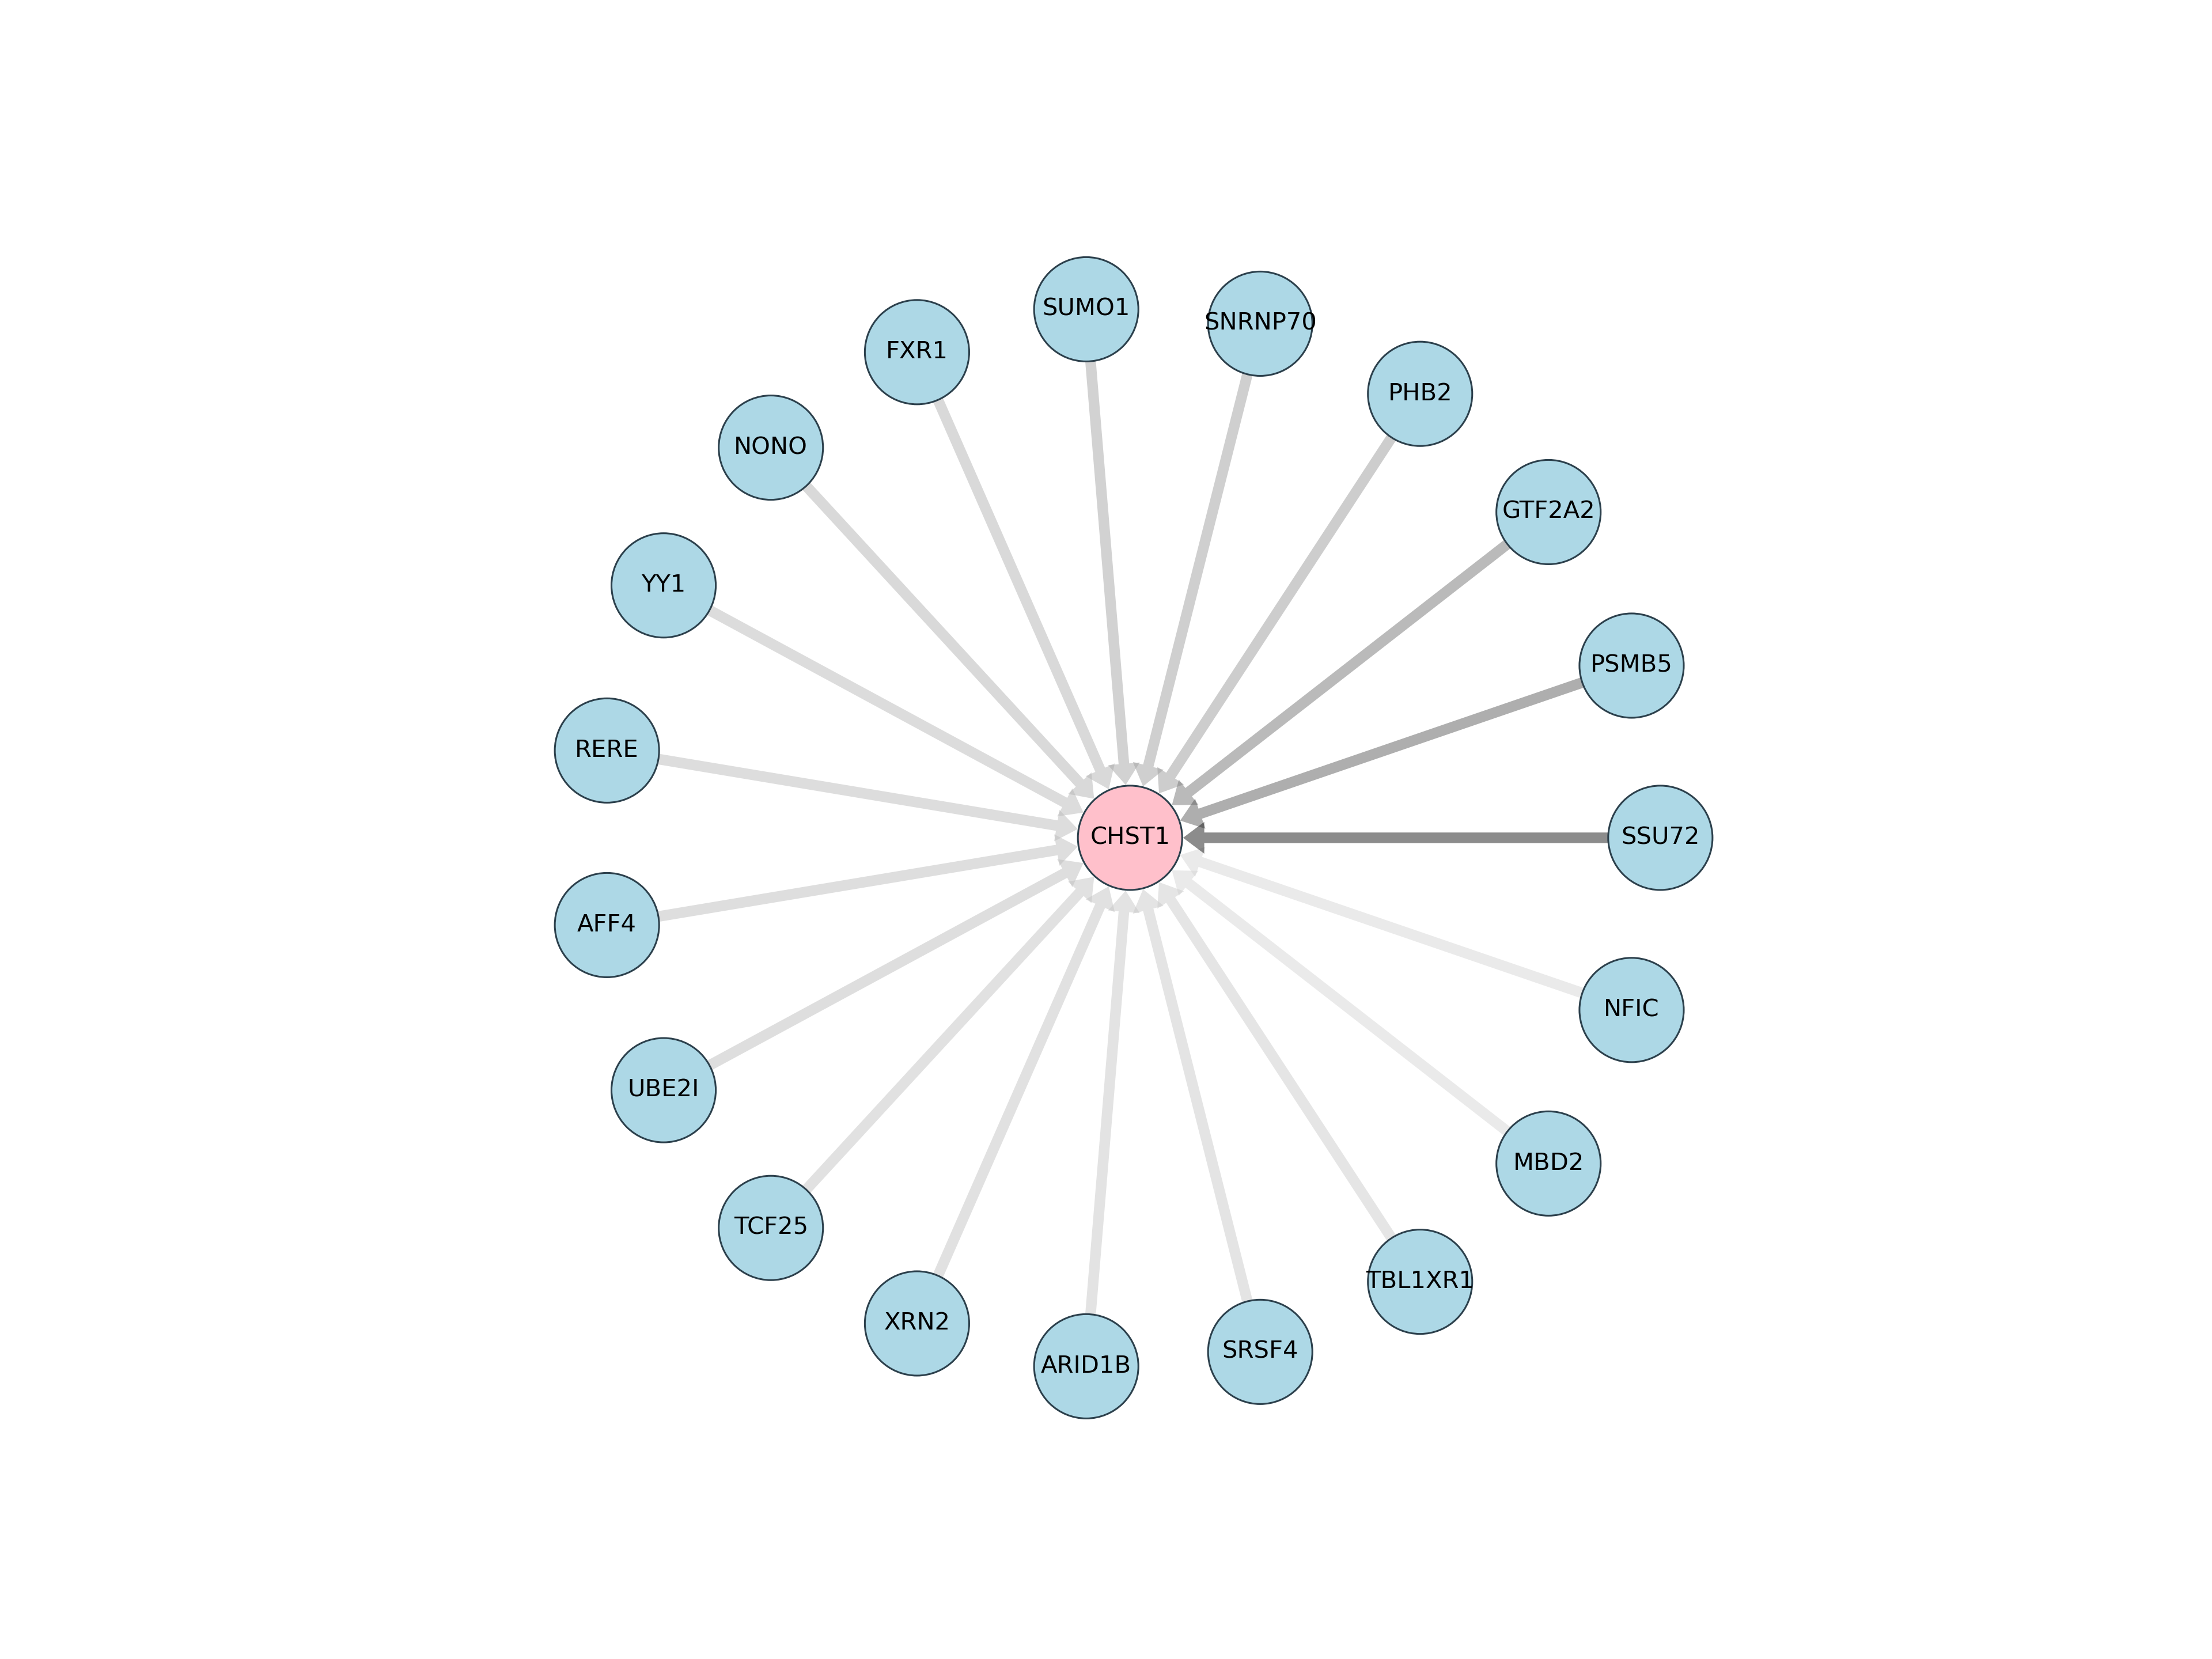 SUMO1
SNRNP70
FXR1
PHB2
NONO
GTF2A2
YY1
PSMB5
RERE
CHST1
SSU72
AFF4
NFIC
UBE2I
MBD2
TCF25
TBL1XR1
XRN2
SRSF4
ARID1B